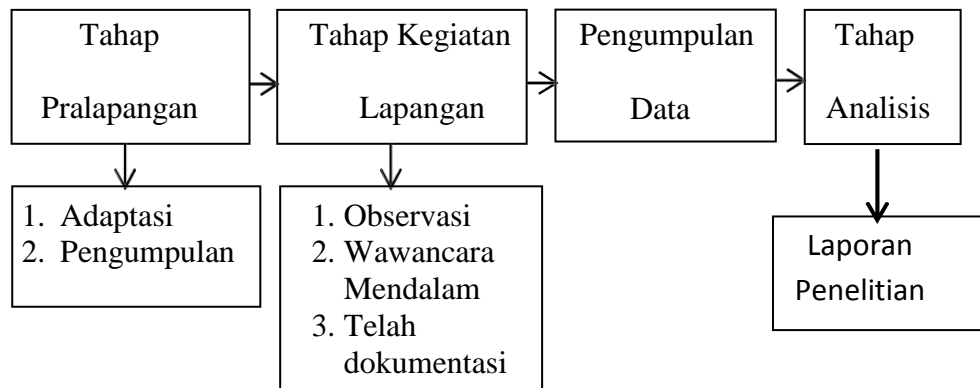 Tahap
Pralapangan
Tahap Kegiatan
Lapangan
Pengumpulan
Data
Tahap
Analisis
1. Adaptasi
2. Pengumpulan
1. Observasi
2. Wawancara
Mendalam
3. Telah
dokumentasi
Laporan
Penelitian